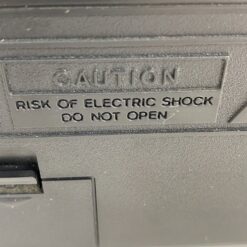 CAUTION
RISK OF ELECTRIC SHOCK
DO NOT OPEN